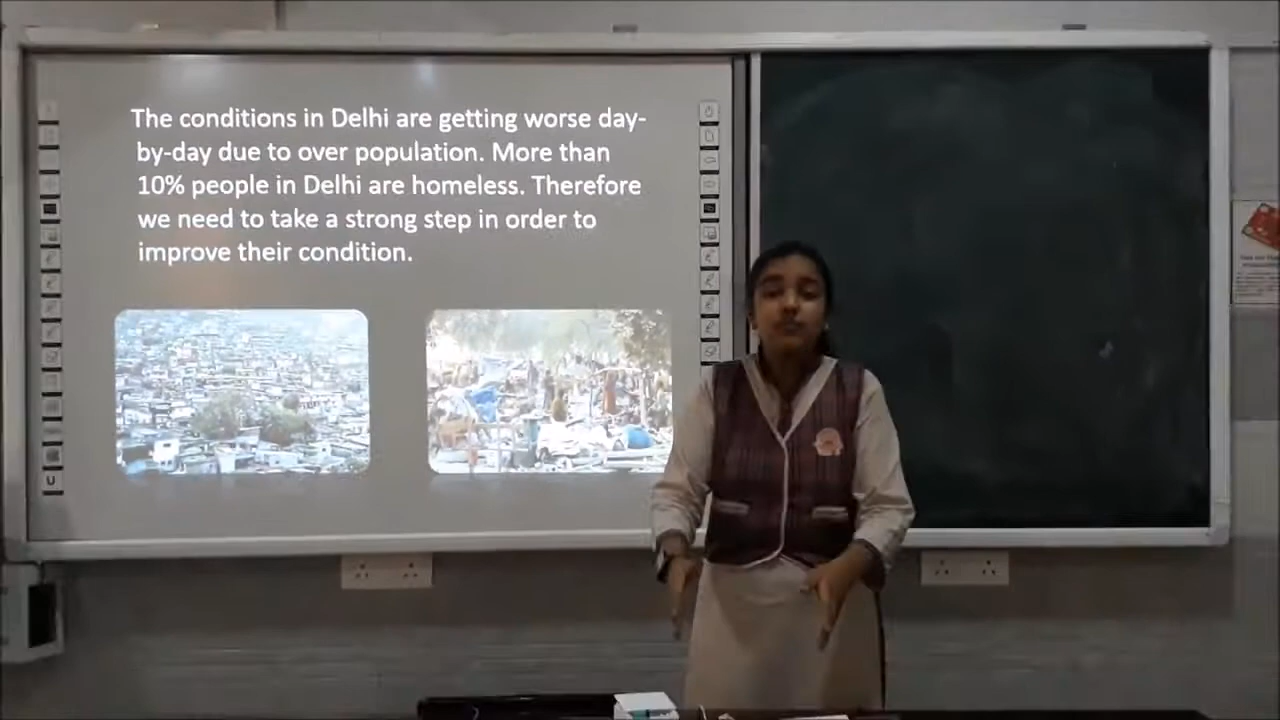 The conditions in Delhi are getting worse day-
by-day due to over population. More than
10% people in Delhi are homeless. Therefore
we need to take a strong step in order to
improve their condition.